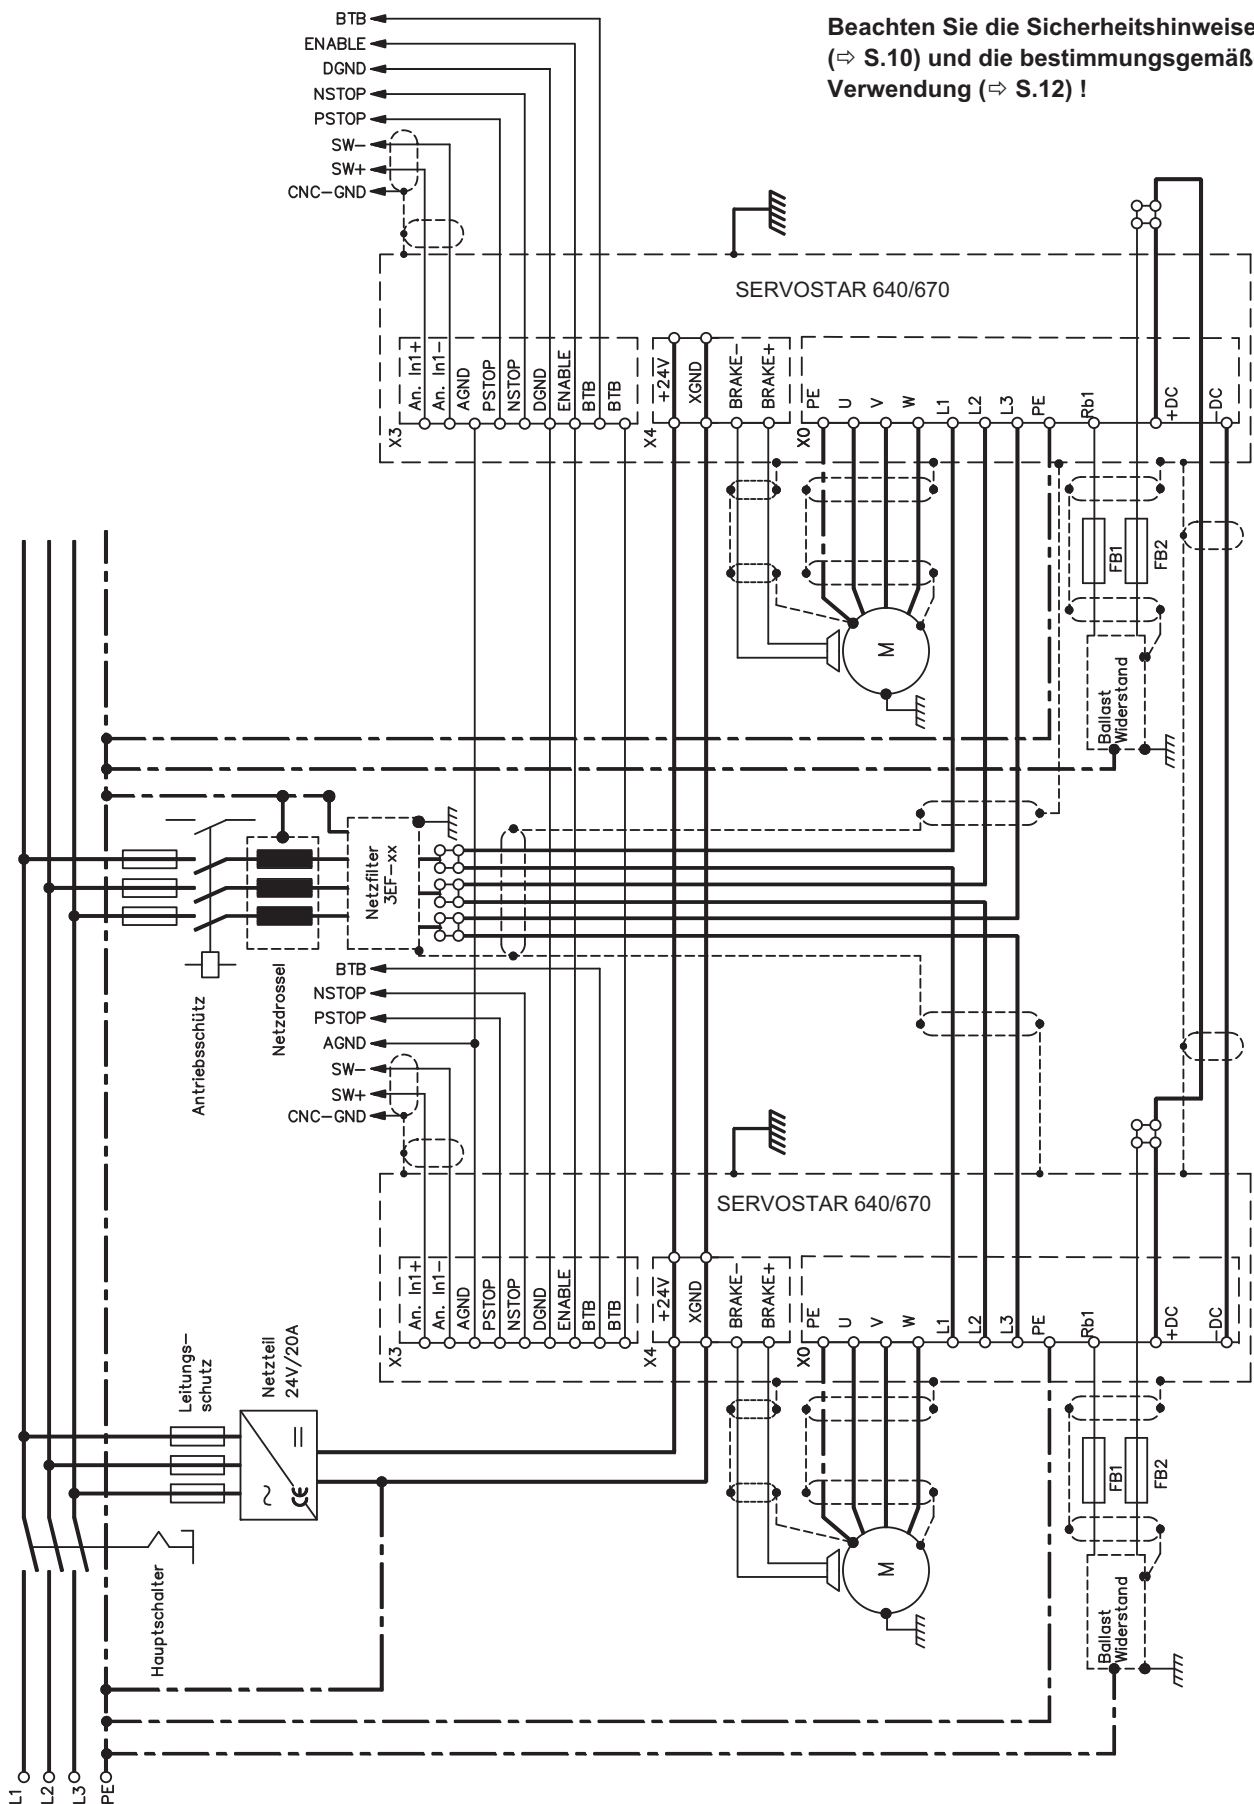 Beachten Sie die Sicherheitshinweise
(⇨ S.10) und die bestimmungsgemäß
Verwendung (⇨ S.12) !
BTB
ENABLE
DGND
NSTOP
PSTOP
SW-
SW+
CNC-GND
SERVOSTAR 640/670
X3
An. In1+
An. In1-
AGND
PSTOP
NSTOP
DGND
ENABLE
BTB
BTB
X4
+24V
XGND
BRAKE-
BRAKE+
X0
PE
U
V
W
L1
L2
L3
PE
Rb1
+DC
-DC
FB1
FB2
M
Ballast
Widerstand
Netzfilter
3EF-xx
Antriebsschütz
Netzdrossel
BTB
NSTOP
PSTOP
AGND
SW-
SW+
CNC-GND
SERVOSTAR 640/670
X3
An. In1+
An. In1-
AGND
PSTOP
NSTOP
DGND
ENABLE
BTB
BTB
X4
+24V
XGND
BRAKE-
BRAKE+
X0
PE
U
V
W
L1
L2
L3
PE
Rb1
+DC
-DC
Leitungs-
schutz
Netzteil
24V/20A
CE
FB1
FB2
M
Ballast
Widerstand
Hauptschalter
L1
L2
L3
PE